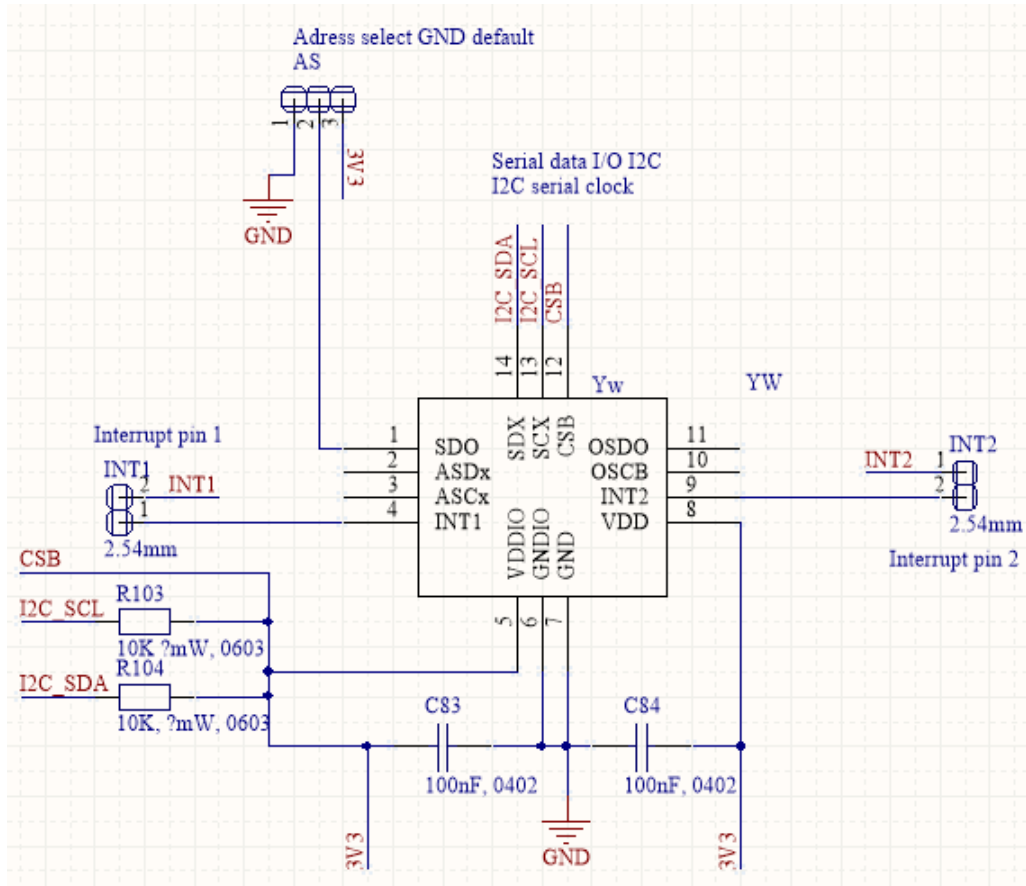 Adress select GND default
AS
1
2
3
3V3
GND
Serial data I/O I2C
I2C serial clock
I2C_SDA
I2C_SCL
CSB
14
13
12
Yw
YW
SDX
SCX
CSB
1 SDO
2 ASDx
3 ASCx
4 INT1
OSDO 11
OSCB 10
INT2 9
VDD 8
VDDIO
GNDIO
GND
5
6
7
Interrupt pin 1
INT1
2 INT1
1
2.54mm
INT2
INT2 1
2
2.54mm
Interrupt pin 2
CSB
R103
I2C_SCL
10K ?mW, 0603
R104
I2C_SDA
10K, ?mW, 0603
C83
100nF, 0402
C84
100nF, 0402
3V3
GND
3V3